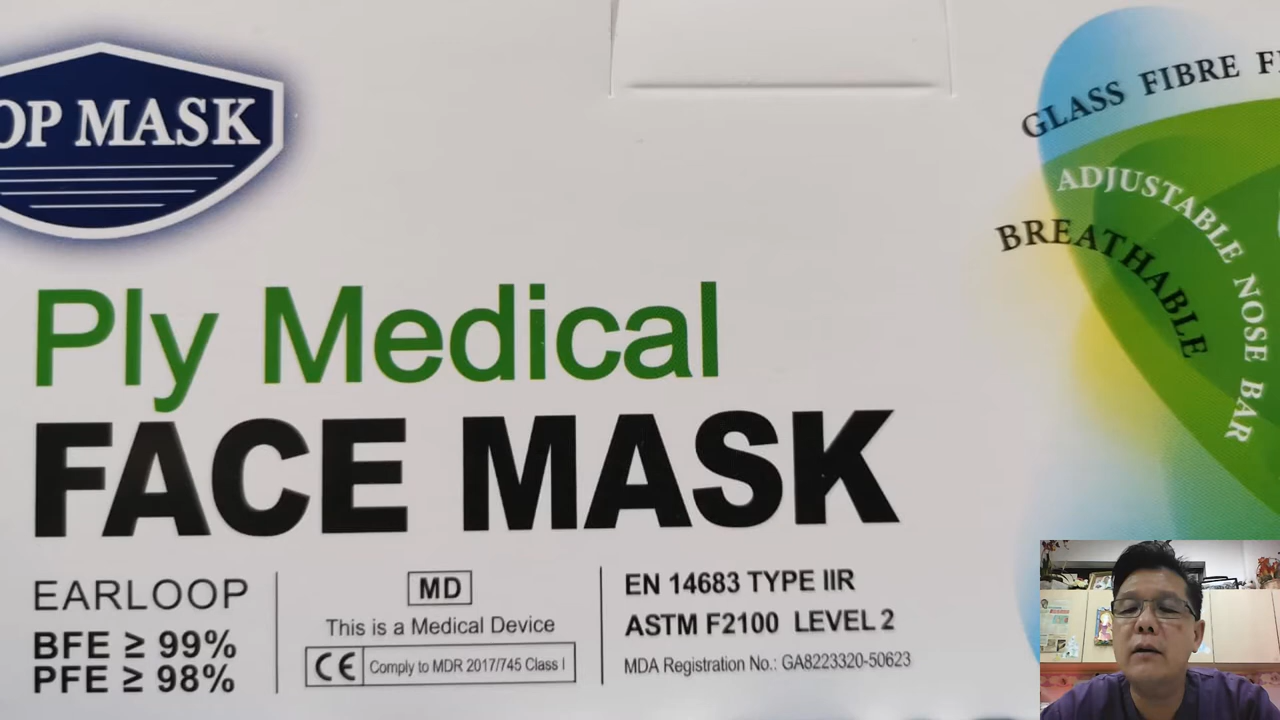 OP MASK
GLASS FIBRE
ADJUSTABLE NOSE BAR
BREATHABLE
Ply Medical
FACE MASK
EARLOOP
BFE ≥ 99%
PFE ≥ 98%
MD
This is a Medical Device
CE Comply to MDR 2017/745 Class I
EN 14683 TYPE IIR
ASTM F2100 LEVEL 2
MDA Registration No.: GA8223320-50623